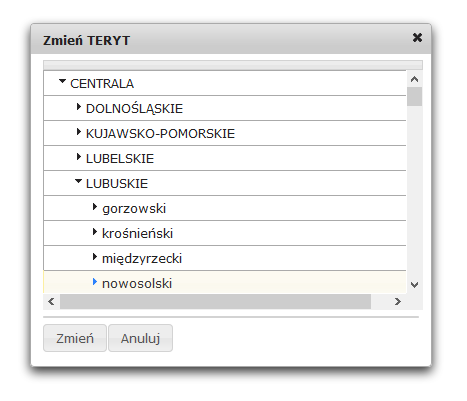 Zmień TERYT
CENTRALA
DOLNOŚLĄSKIE
KUJAWSKO-POMORSKIE
LUBELSKIE
LUBUSKIE
gorzowski
krośnieński
międzyrzecki
nowosolski
Zmień Anuluj